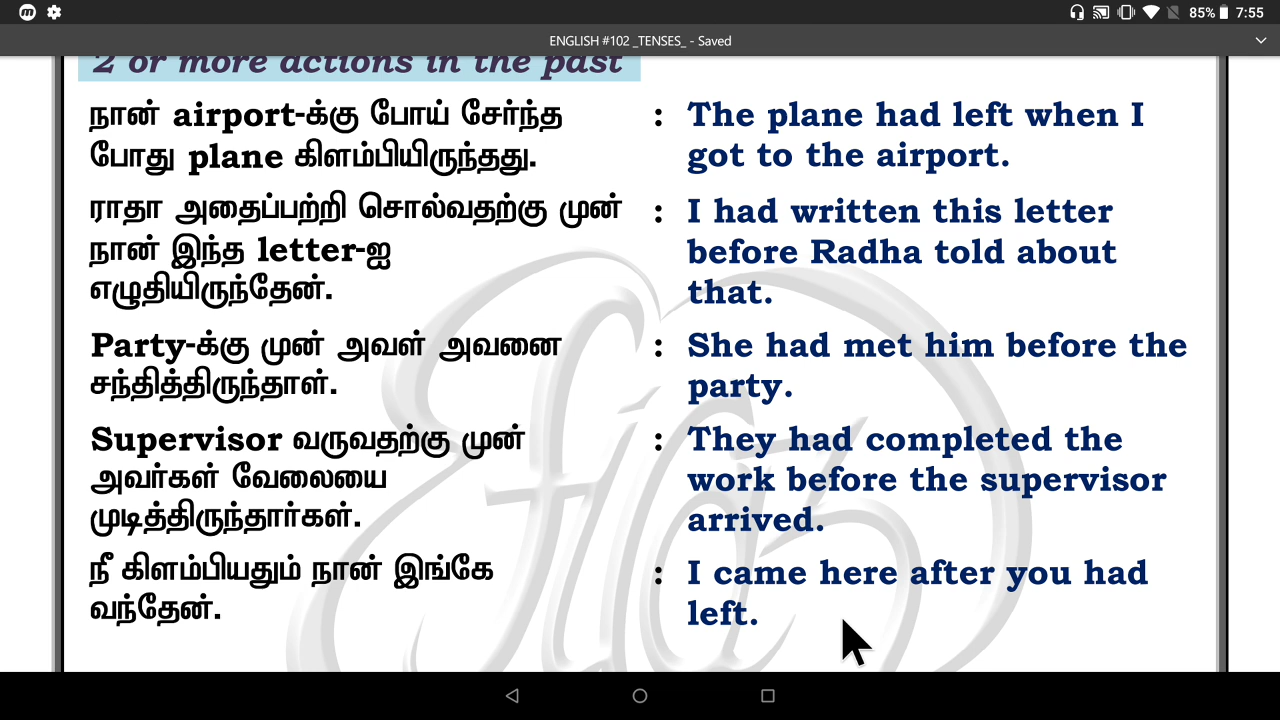 85% 7:55
ENGLISH #102 _TENSES_ - Saved
2 or more actions in the past
நான் airport-க்கு போய் சேர்ந்த
போது plane கிளம்பியிருந்தது.
: The plane had left when I
got to the airport.
ராதா அதைப்பற்றி சொல்வதற்கு முன்
நான் இந்த letter-ஐ
எழுதியிருந்தேன்.
: I had written this letter
before Radha told about
that.
Party-க்கு முன் அவள் அவனை
சந்தித்திருந்தாள்.
: She had met him before the
party.
Supervisor வருவதற்கு முன்
அவர்கள் வேலையை
முடித்திருந்தார்கள்.
: They had completed the
work before the supervisor
arrived.
நீ கிளம்பியதும் நான் இங்கே
வந்தேன்.
: I came here after you had
left.